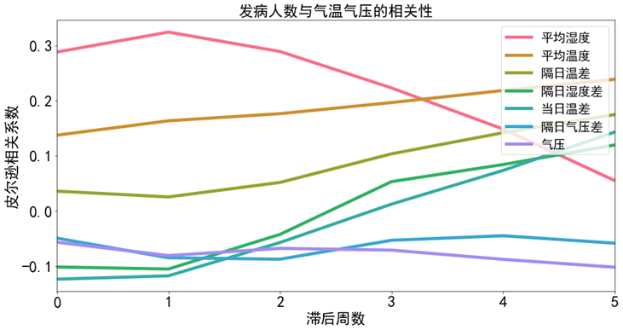 发病人数与气温气压的相关性
皮尔逊相关系数
0.3
0.2
0.1
0.0
−0.1
平均湿度
平均温度
隔日温差
隔日湿度差
当日温差
隔日气压差
气压
0 1 2 3 4 5
滞后周数